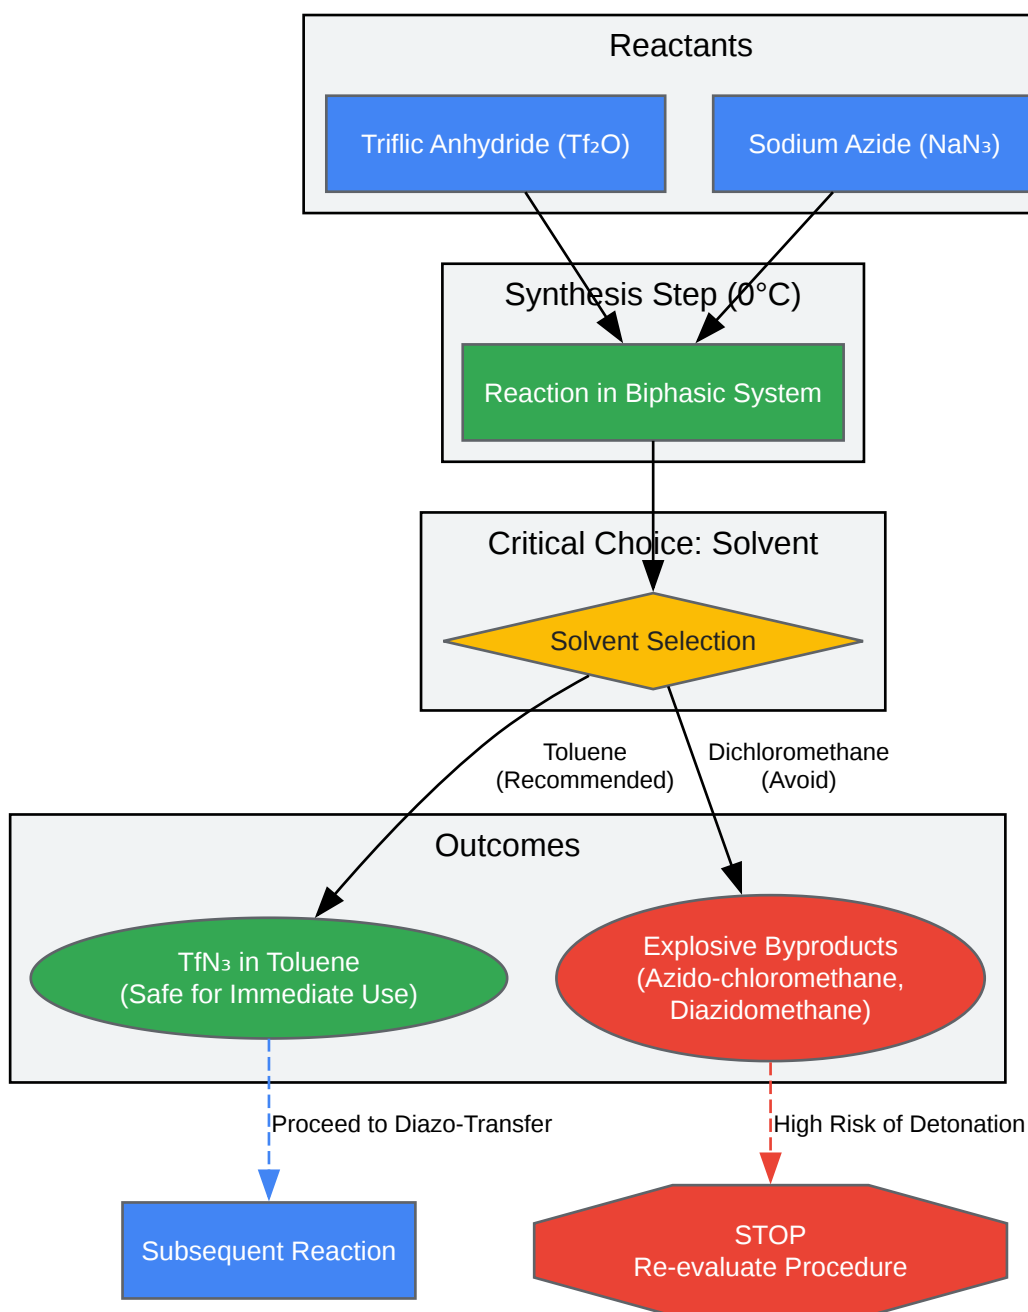 Reactants
Triflic Anhydride (Tf₂O)
Sodium Azide (NaN₃)
Synthesis Step (0°C)
Reaction in Biphasic System
Critical Choice: Solvent
Solvent Selection
Toluene
(Recommended)
Dichloromethane
(Avoid)
Outcomes
TfN₃ in Toluene
(Safe for Immediate Use)
Explosive Byproducts
(Azido-chloromethane,
Diazidomethane)
Proceed to Diazo-Transfer
High Risk of Detonation
Subsequent Reaction
STOP
Re-evaluate Procedure